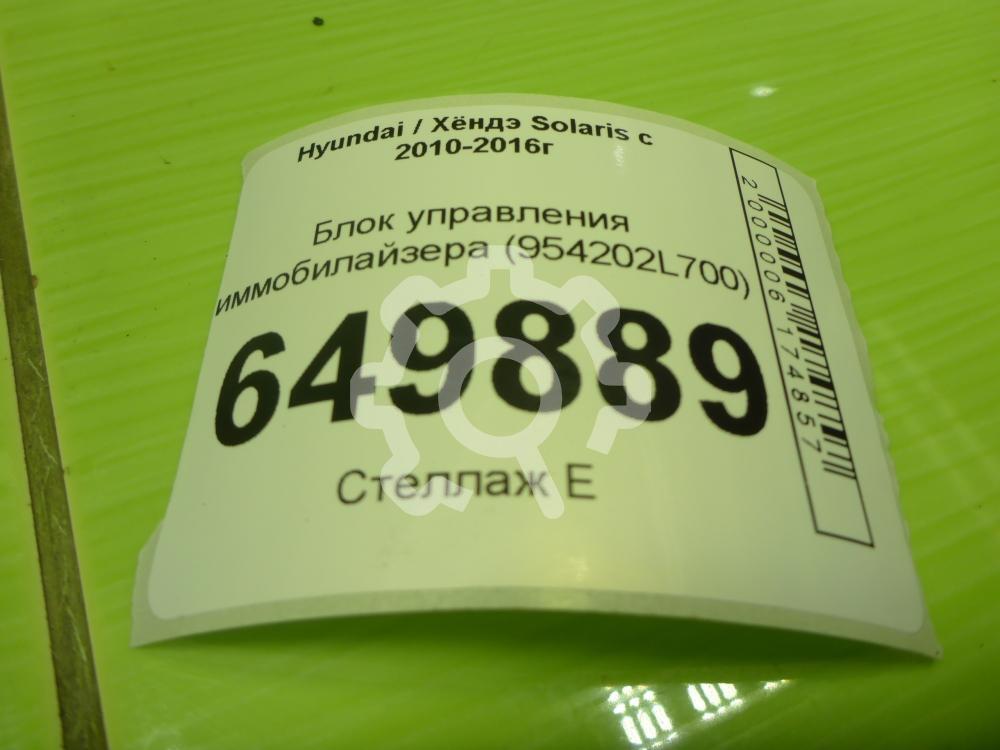 Hyundai / Хёндэ Solaris с
2010-2016г
Блок управления
иммобилайзера (954202L700)
649889
Стеллаж Е
2000006174857